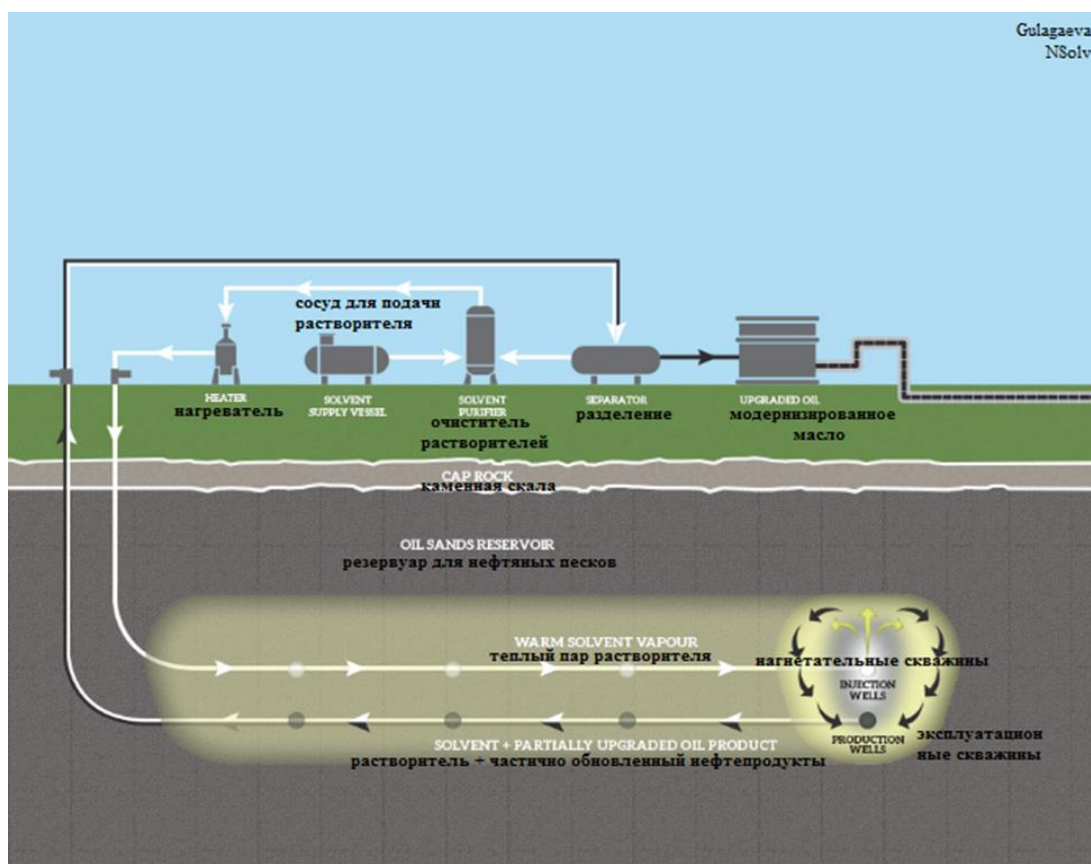 Gulagaeva
NSolv
сосуд для подачи
растворителя
HEATER
нагреватель
SOLVENT
SUPPLY VESSEL
SOLVENT
PURIFIER
очиститель
растворителей
SEPARATOR
разделение
UPGRADED OIL
модернизированное
масло
CAP ROCK
каменная скала
OIL SANDS RESERVOIR
резервуар для нефтяных песков
WARM SOLVENT VAPOUR
теплый пар растворителя
нагнетательные скважины
INJECTION
WELLS
PRODUCTION
WELLS
эксплуатацион
ные скважины
SOLVENT + PARTIALLY UPGRADED OIL PRODUCT
растворитель + частично обновленный нефтепродукты